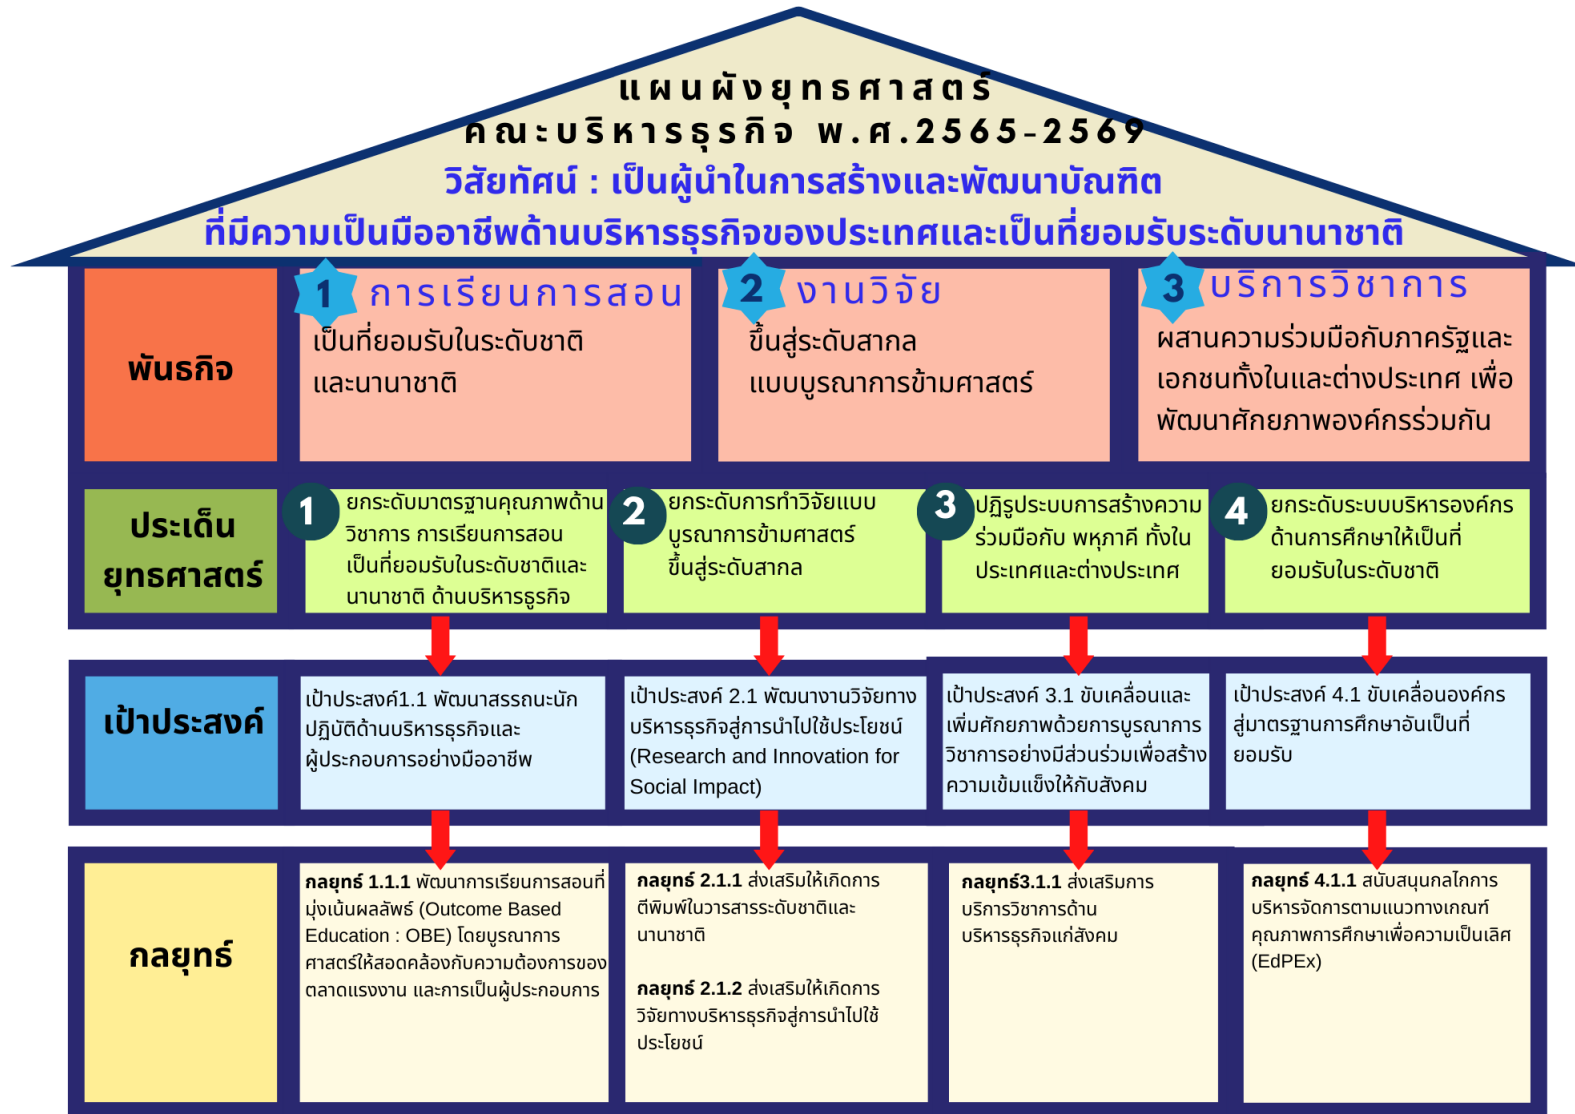 แผนผังยุทธศาสตร์
คณะบริหารธุรกิจ พ.ศ.2565-2569
วิสัยทัศน์ : เป็นผู้นำในการสร้างและพัฒนาบัณฑิต
ที่มีความเป็นมืออาชีพด้านบริหารธุรกิจของประเทศและเป็นที่ยอมรับระดับนานาชาติ
พันธกิจ
1 การเรียนการสอน
เป็นที่ยอมรับในระดับชาติ
และนานาชาติ
2 งานวิจัย
ขึ้นสู่ระดับสากล
แบบบูรณาการข้ามศาสตร์
3 บริการวิชาการ
ผสานความร่วมมือกับภาครัฐและ
เอกชนทั้งในและต่างประเทศ เพื่อ
พัฒนาศักยภาพองค์กรร่วมกัน
ประเด็น
ยุทธศาสตร์
1 ยกระดับมาตรฐานคุณภาพด้าน
วิชาการ การเรียนการสอน
เป็นที่ยอมรับในระดับชาติและ
นานาชาติ ด้านบริหารธูรกิจ
2 ยกระดับการทำวิจัยแบบ
บูรณาการข้ามศาสตร์
ขึ้นสู่ระดับสากล
3 ปฏิรูประบบการสร้างความ
ร่วมมือกับ พหุภาคี ทั้งใน
ประเทศและต่างประเทศ
4 ยกระดับระบบบริหารองค์กร
ด้านการศึกษาให้เป็นที่
ยอมรับในระดับชาติ
เป้าประสงค์
เป้าประสงค์1.1 พัฒนาสรรถนะนัก
ปฏิบัติด้านบริหารธุรกิจและ
ผู้ประกอบการอย่างมืออาชีพ
เป้าประสงค์ 2.1 พัฒนางานวิจัยทาง
บริหารธุรกิจสู่การนำไปใช้ประโยชน์
(Research and Innovation for
Social Impact)
เป้าประสงค์ 3.1 ขับเคลื่อนและ
เพิ่มศักยภาพด้วยการบูรณาการ
วิชาการอย่างมีส่วนร่วมเพื่อสร้าง
ความเข้มแข็งให้กับสังคม
เป้าประสงค์ 4.1 ขับเคลื่อนองค์กร
สู่มาตรฐานการศึกษาอันเป็นที่
ยอมรับ
กลยุทธ์
กลยุทธ์ 1.1.1 พัฒนาการเรียนการสอนที่
มุ่งเน้นผลลัพธ์ (Outcome Based
Education : OBE) โดยบูรณาการ
ศาสตร์ให้สอดคล้องกับความต้องการของ
ตลาดแรงงาน และการเป็นผู้ประกอบการ
กลยุทธ์ 2.1.1 ส่งเสริมให้เกิดการ
ตีพิมพ์ในวารสารระดับชาติและ
นานาชาติ
กลยุทธ์ 2.1.2 ส่งเสริมให้เกิดการ
วิจัยทางบริหารธุรกิจสู่การนำไปใช้
ประโยชน์
กลยุทธ์3.1.1 ส่งเสริมการ
บริการวิชาการด้าน
บริหารธุรกิจแก่สังคม
กลยุทธ์ 4.1.1 สนับสนุนกลไกการ
บริหารจัดการตามแนวทางเกณฑ์
คุณภาพการศึกษาเพื่อความเป็นเลิศ
(EdPEx)